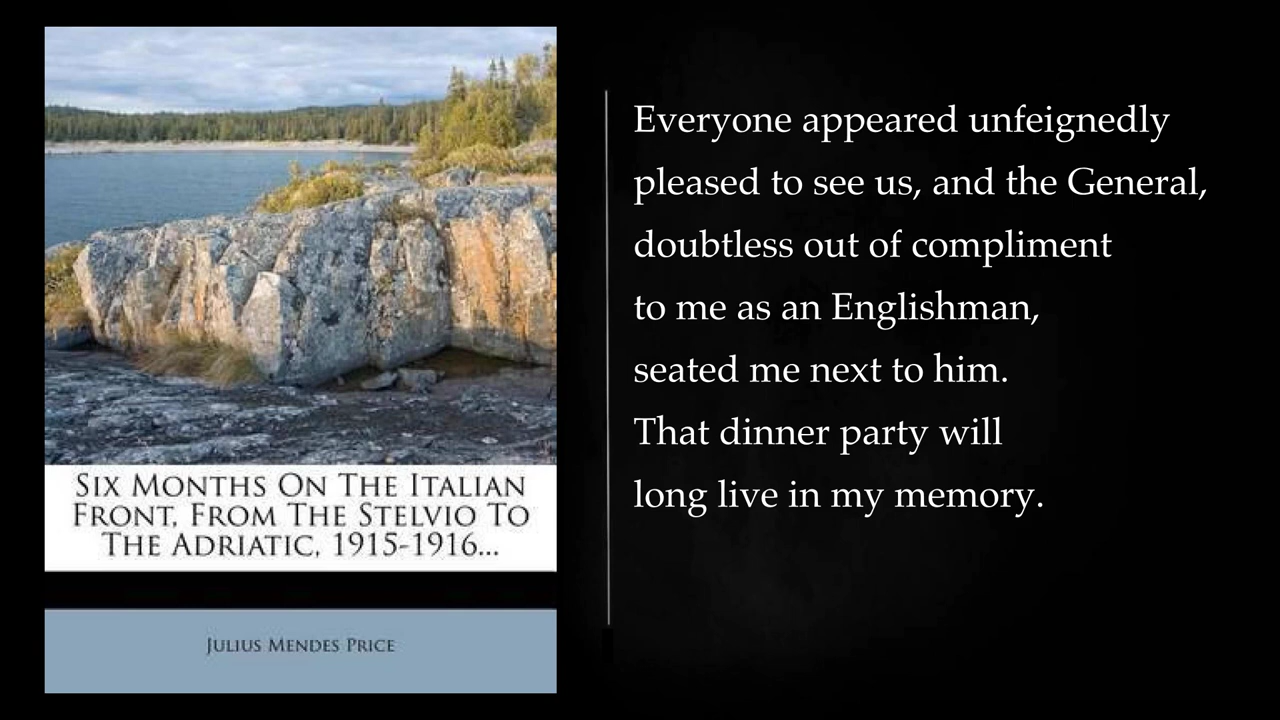 Six Months On The Italian
Front, From The Stelvio To
The Adriatic, 1915-1916...
Julius Mendes Price
Everyone appeared unfeignedly
pleased to see us, and the General,
doubtless out of compliment
to me as an Englishman,
seated me next to him.
That dinner party will
long live in my memory.